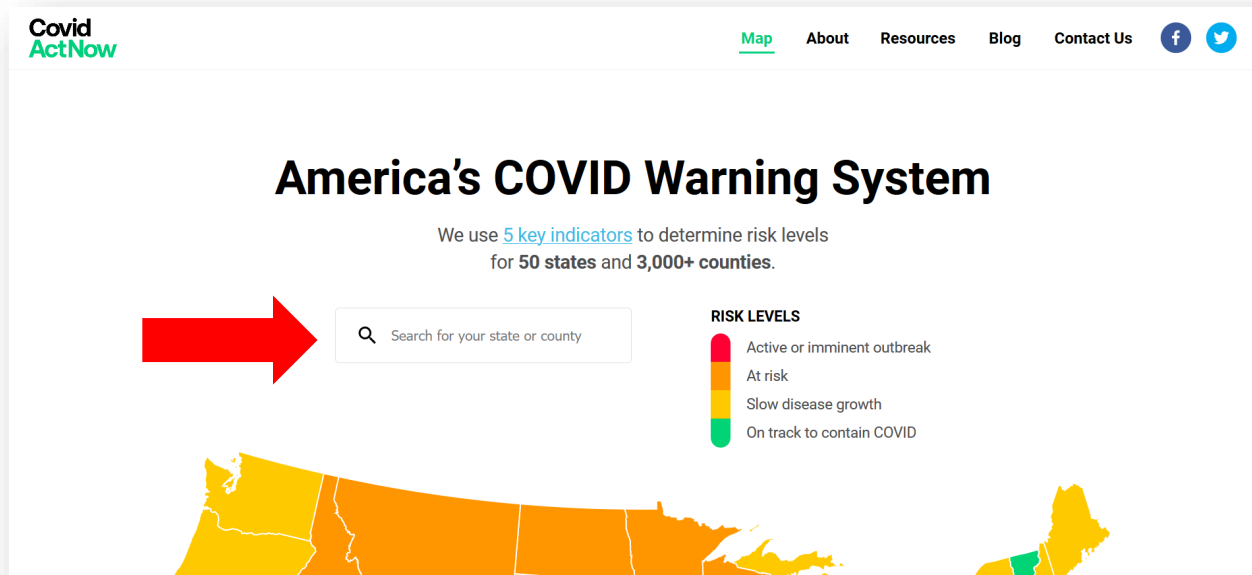 Covid
ActNow
Map About Resources Blog Contact Us
America’s COVID Warning System
We use 5 key indicators to determine risk levels
for 50 states and 3,000+ counties.
Search for your state or county
RISK LEVELS
Active or imminent outbreak
At risk
Slow disease growth
On track to contain COVID